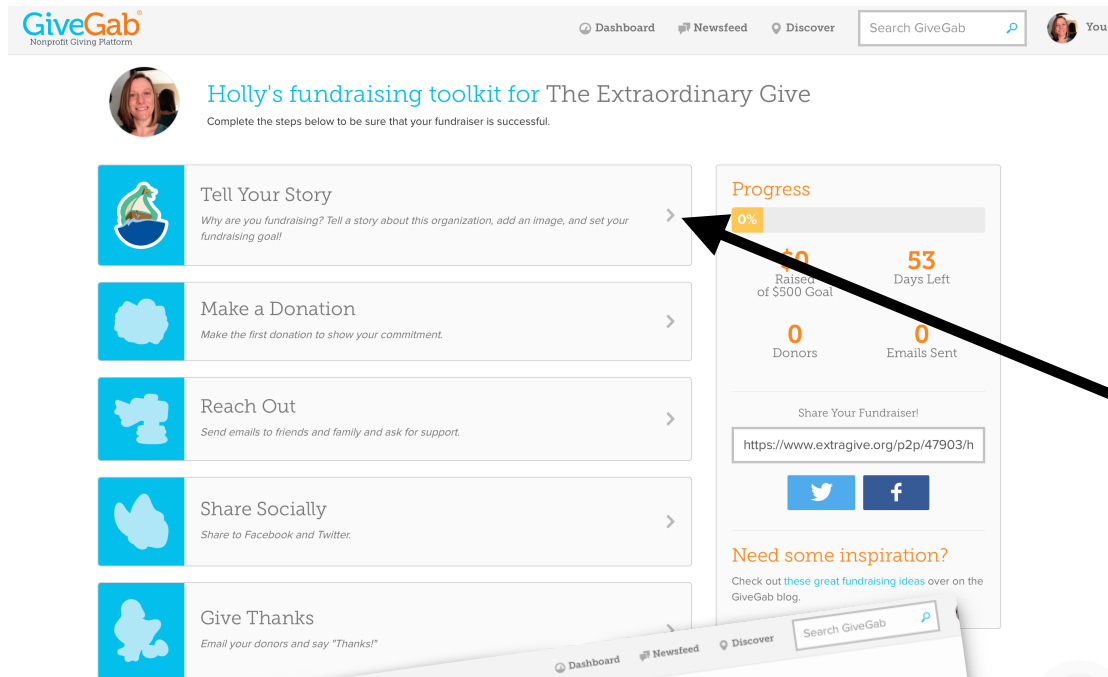 GiveGab®
Nonprofit Giving Platform
Dashboard
Newsfeed
Discover
Search GiveGab
You
Holly's fundraising toolkit for The Extraordinary Give
Complete the steps below to be sure that your fundraiser is successful.
Tell Your Story
Why are you fundraising? Tell a story about this organization, add an image, and set your
fundraising goal!
Make a Donation
Make the first donation to show your commitment.
Reach Out
Send emails to friends and family and ask for support.
Share Socially
Share to Facebook and Twitter.
Give Thanks
Email your donors and say "Thanks!"
Progress
0%
$0
Raised
of $500 Goal
53
Days Left
0
Donors
0
Emails Sent
Share Your Fundraiser!
https://www.extragive.org/p2p/47903/h
Need some inspiration?
Check out these great fundraising ideas over on the
GiveGab blog.
Dashboard
Newsfeed
Discover
Search GiveGab